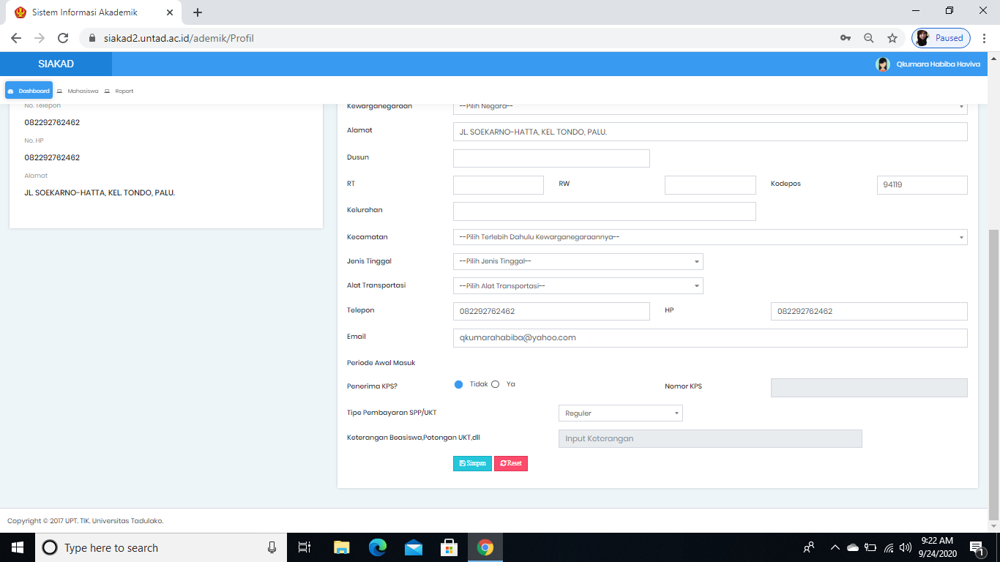 Sistem Informasi Akademik
siakad2.untad.ac.id/ademik/Profil
Paused
SIAKAD
Qkumara Habiba Haviva
Dashboard Mahasiswa Report
No. Telepon
082292762462
No. HP
082292762462
Alamat
JL. SOEKARNO-HATTA, KEL. TONDO, PALU.
Kewarganegaraan --Pilih Negara--
Alamat JL. SOEKARNO-HATTA, KEL. TONDO, PALU.
Dusun
RT RW Kodepos 94119
Kelurahan
Kecamatan --Pilih Terlebih Dahulu Kewarganegaraannya--
Jenis Tinggal --Pilih Jenis Tinggal--
Alat Transportasi --Pilih Alat Transportasi--
Telepon 082292762462 HP 082292762462
Email qkumarahabiba@yahoo.com
Periode Awal Masuk
Penerima KPS? Tidak Ya Nomor KPS
Tipe Pembayaran SPP/UKT Reguler
Keterangan Beasiswa,Potongan UKT,dll Input Keterangan
Simpan Reset
Copyright © 2017 UPT. TIK. Universitas Tadulako.
Type here to search
9:22 AM
9/24/2020
1